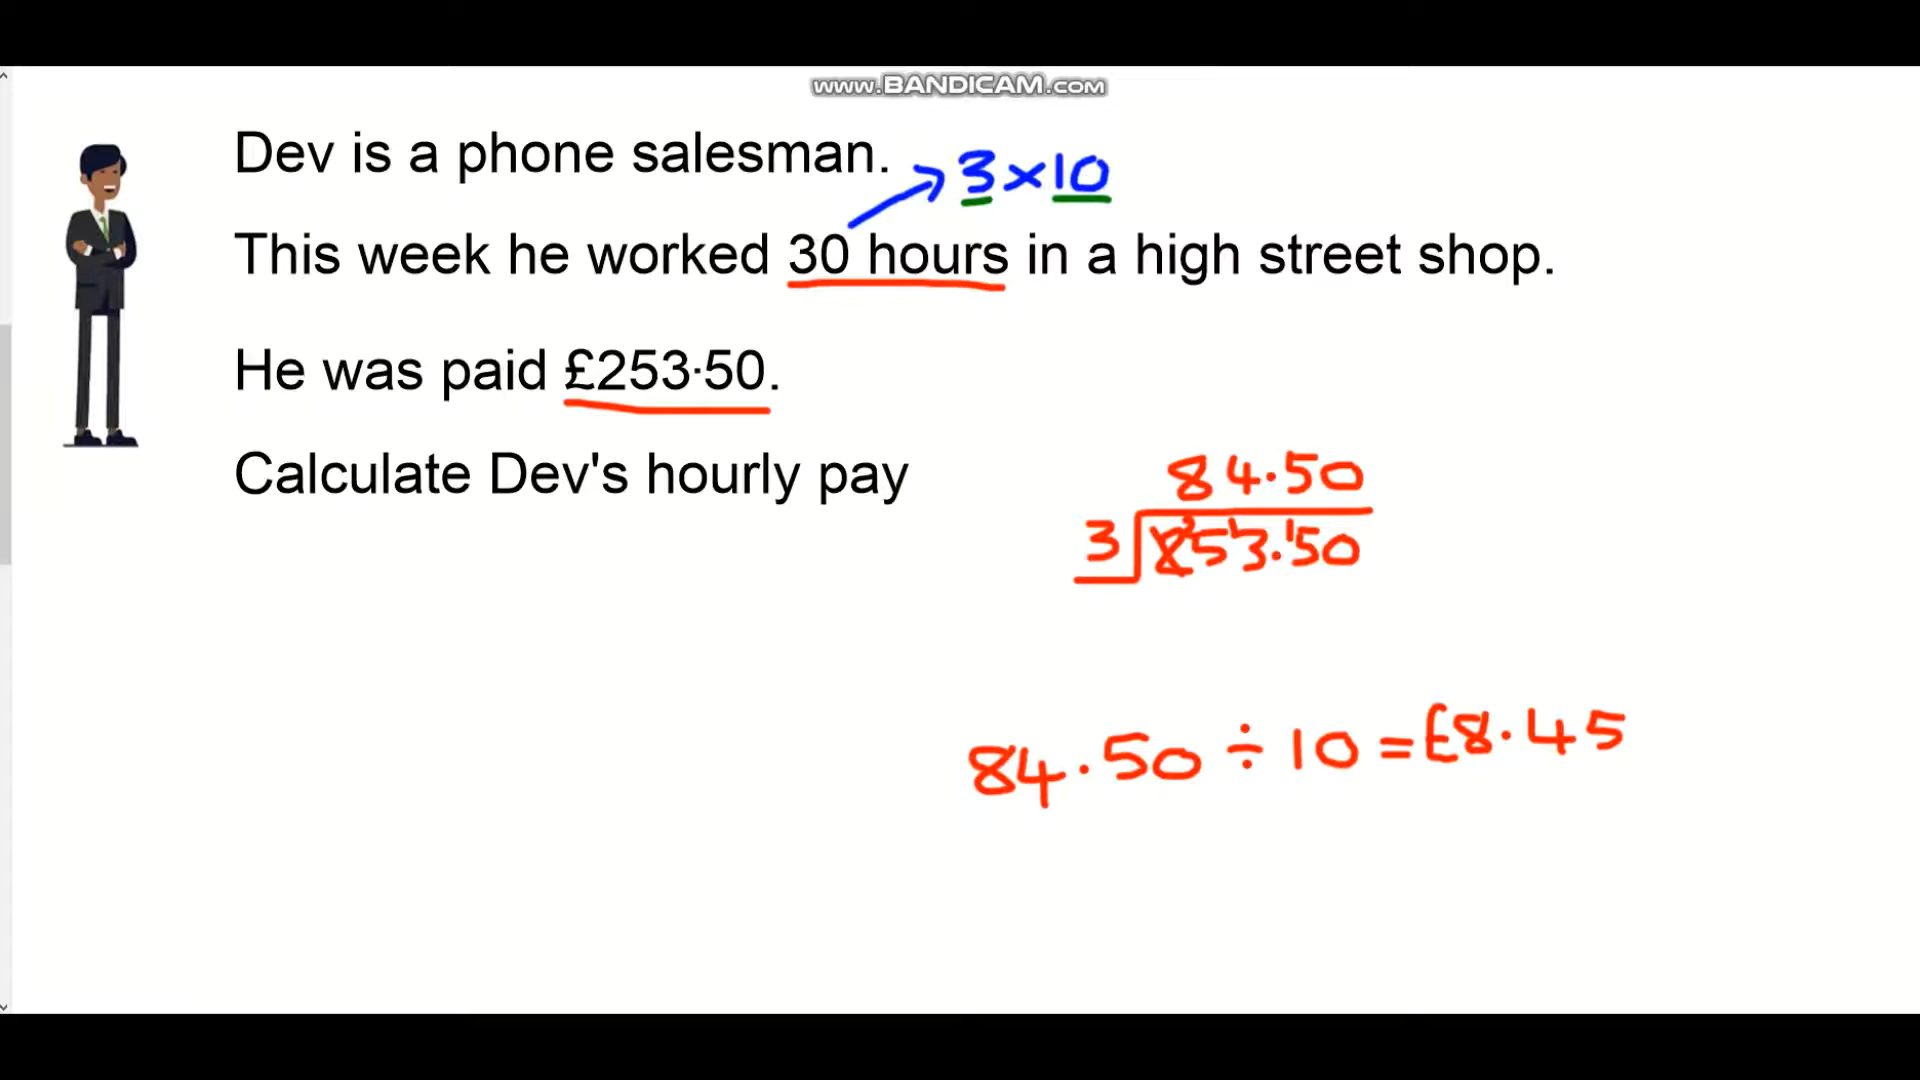 www.BANDICAM.com
Dev is a phone salesman.
3×10
This week he worked 30 hours in a high street shop.
He was paid £253·50.
Calculate Dev's hourly pay
84.50
3 253.50
84.50 ÷ 10 = £8.45